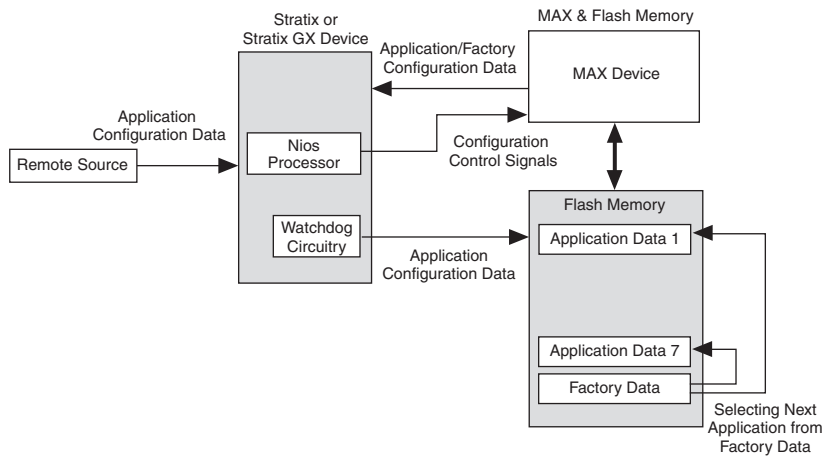 Stratix or
Stratix GX Device
MAX & Flash Memory
Application/Factory
Configuration Data
MAX Device
Application
Configuration Data
Remote Source
Nios
Processor
Configuration
Control Signals
Flash Memory
Watchdog
Circuitry
Application Data 1
Application
Configuration Data
Application Data 7
Factory Data
Selecting Next
Application from
Factory Data